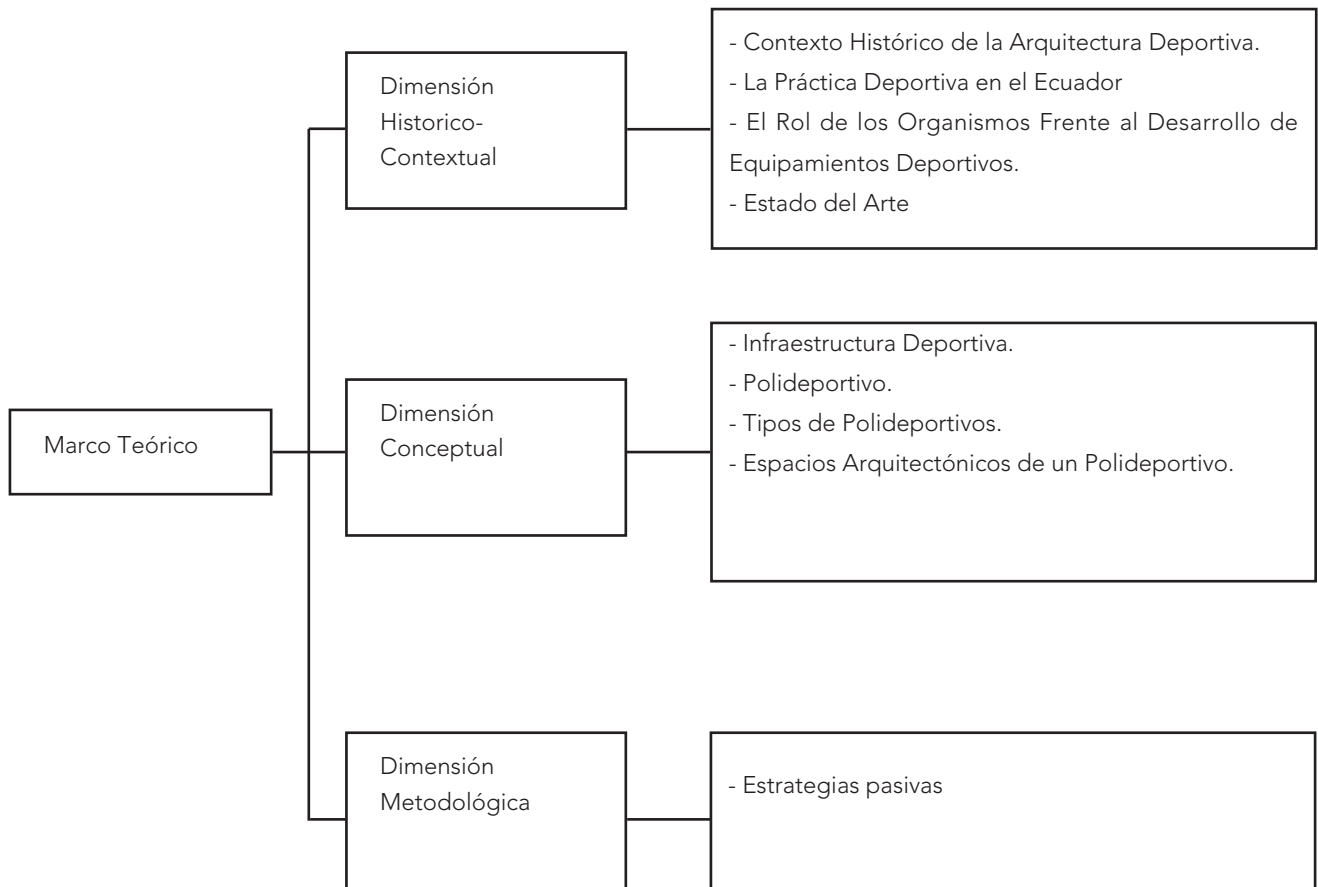 - Contexto Histórico de la Arquitectura Deportiva.
- La Práctica Deportiva en el Ecuador
- El Rol de los Organismos Frente al Desarrollo de
Equipamientos Deportivos.
- Estado del Arte
Dimensión
Historico-
Contextual
- Infraestructura Deportiva.
- Polideportivo.
- Tipos de Polideportivos.
- Espacios Arquitectónicos de un Polideportivo.
Dimensión
Conceptual
Marco Teórico
Dimensión
Metodológica
- Estrategias pasivas